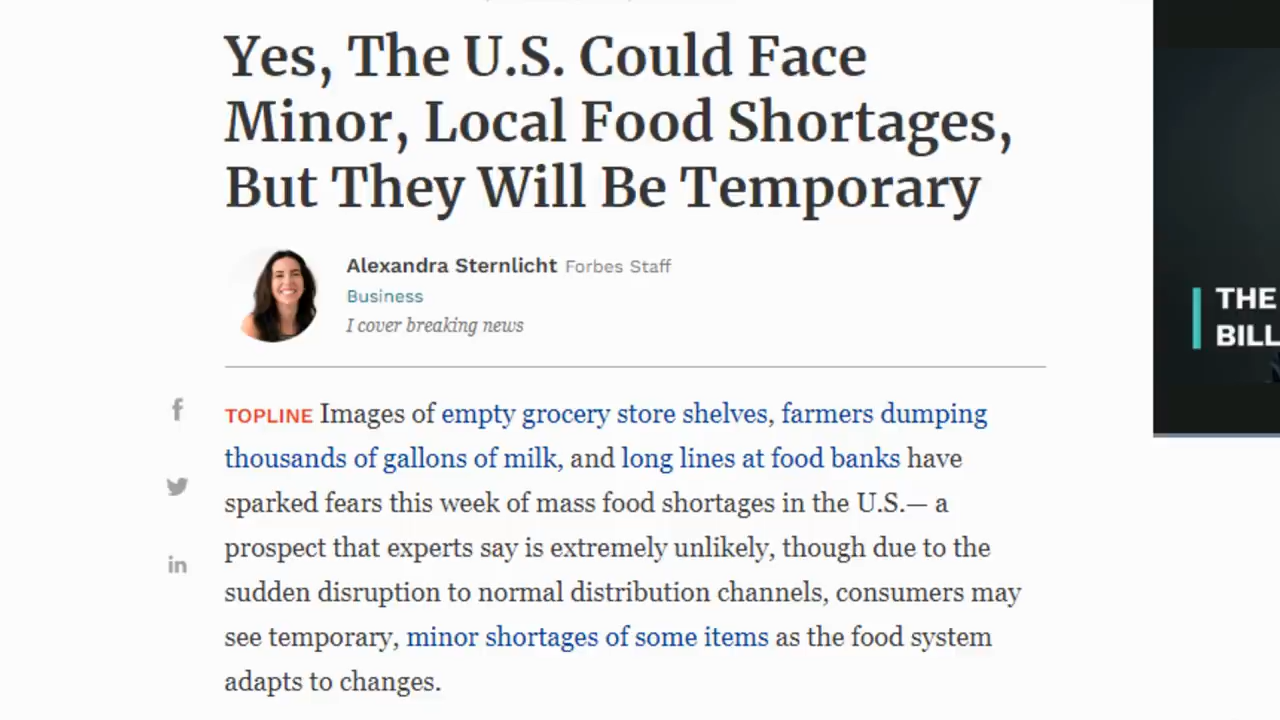 Yes, The U.S. Could Face
Minor, Local Food Shortages,
But They Will Be Temporary
Alexandra Sternlicht Forbes Staff
Business
I cover breaking news
TOPLINE Images of empty grocery store shelves, farmers dumping
thousands of gallons of milk, and long lines at food banks have
sparked fears this week of mass food shortages in the U.S.— a
prospect that experts say is extremely unlikely, though due to the
sudden disruption to normal distribution channels, consumers may
see temporary, minor shortages of some items as the food system
adapts to changes.
THE
BILL